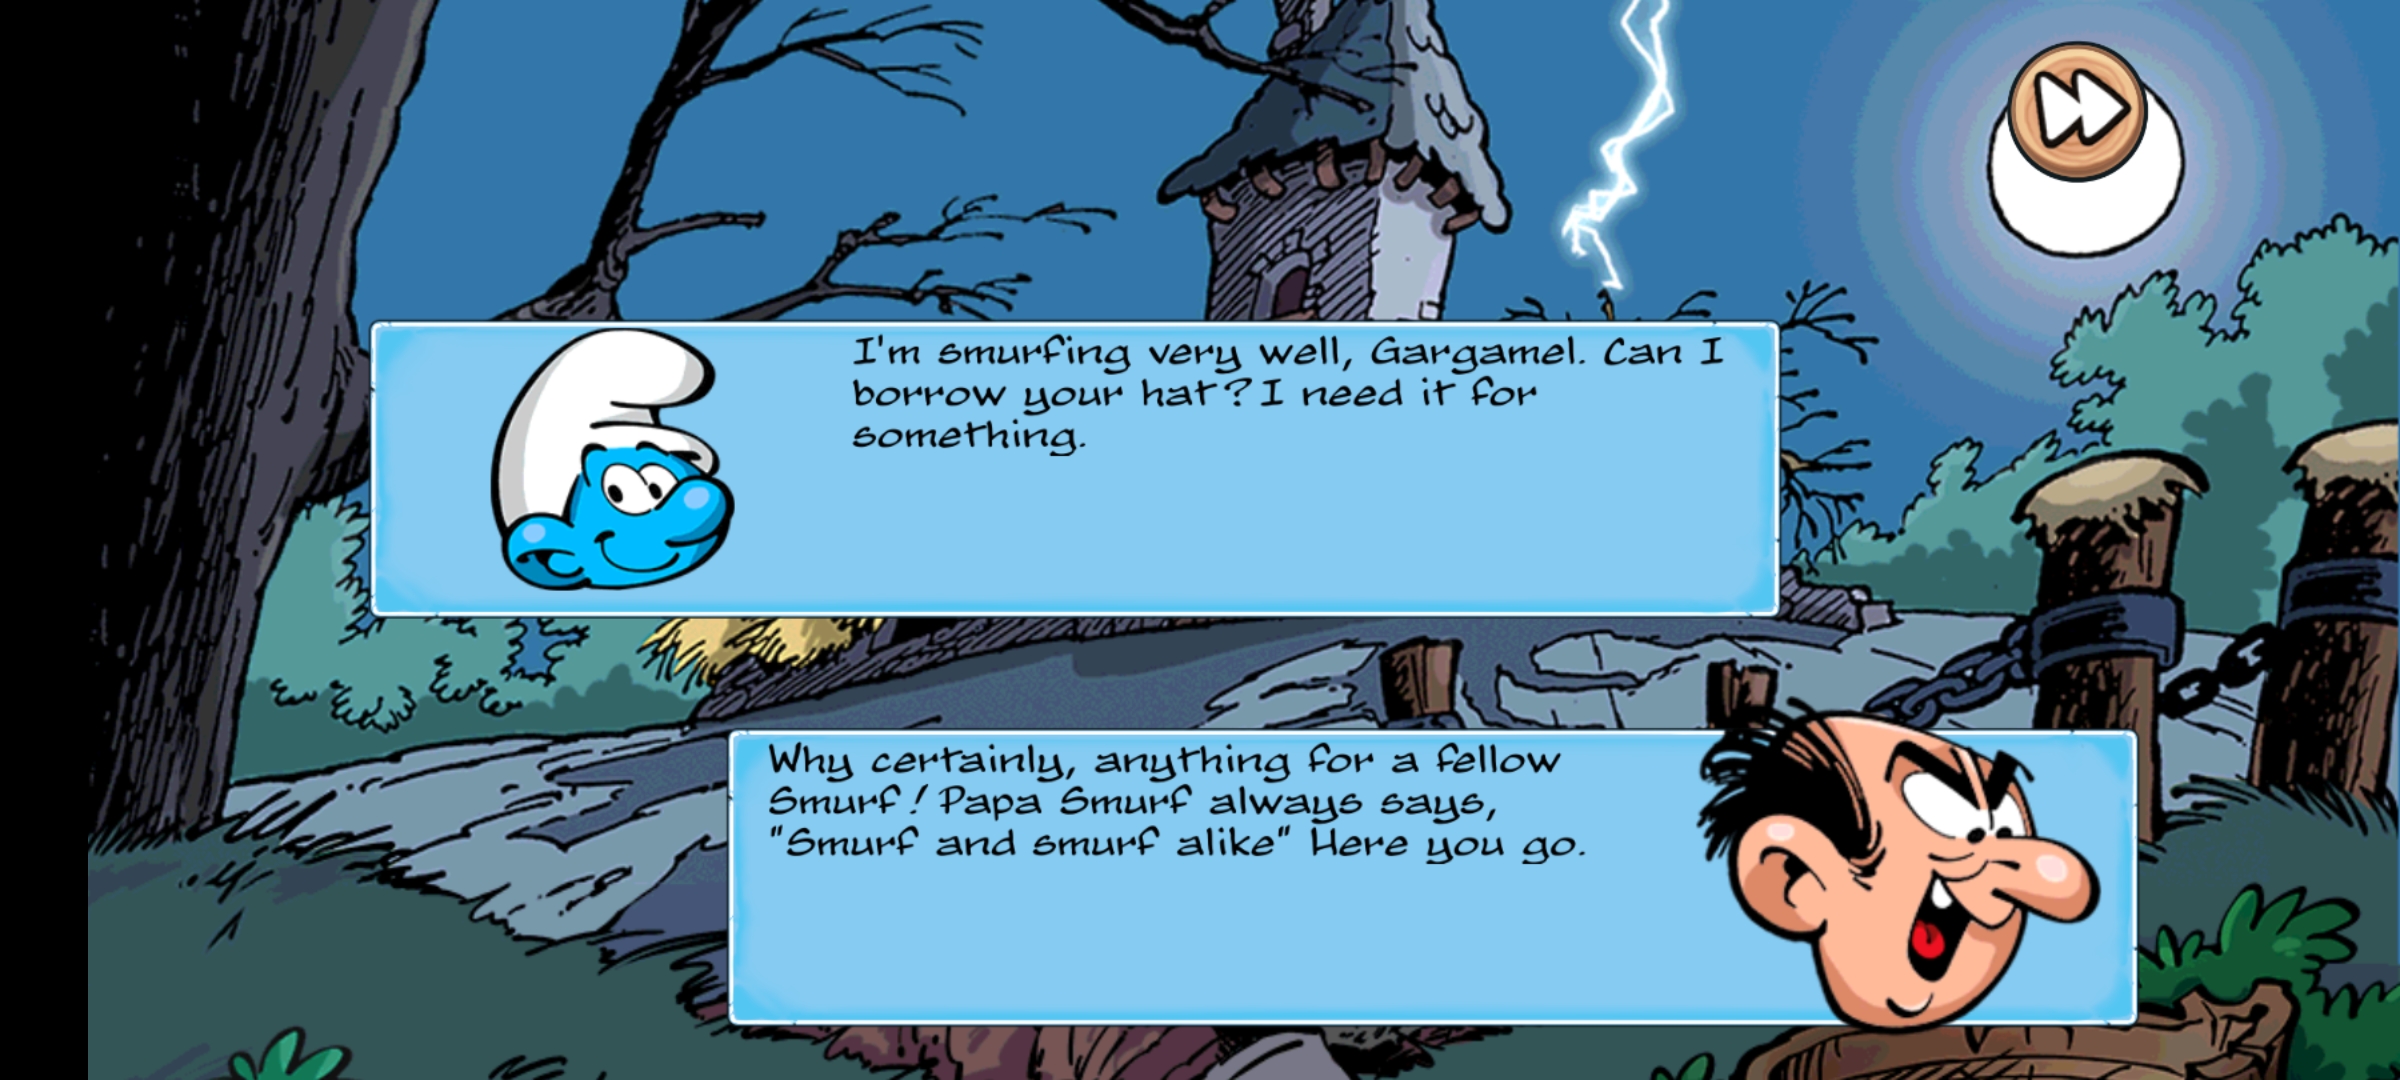 I'm smurfing very well, Gargamel. Can I
borrow your hat? I need it for
something.
Why certainly, anything for a fellow
Smurf! Papa Smurf always says,
"Smurf and smurf alike" Here you go.